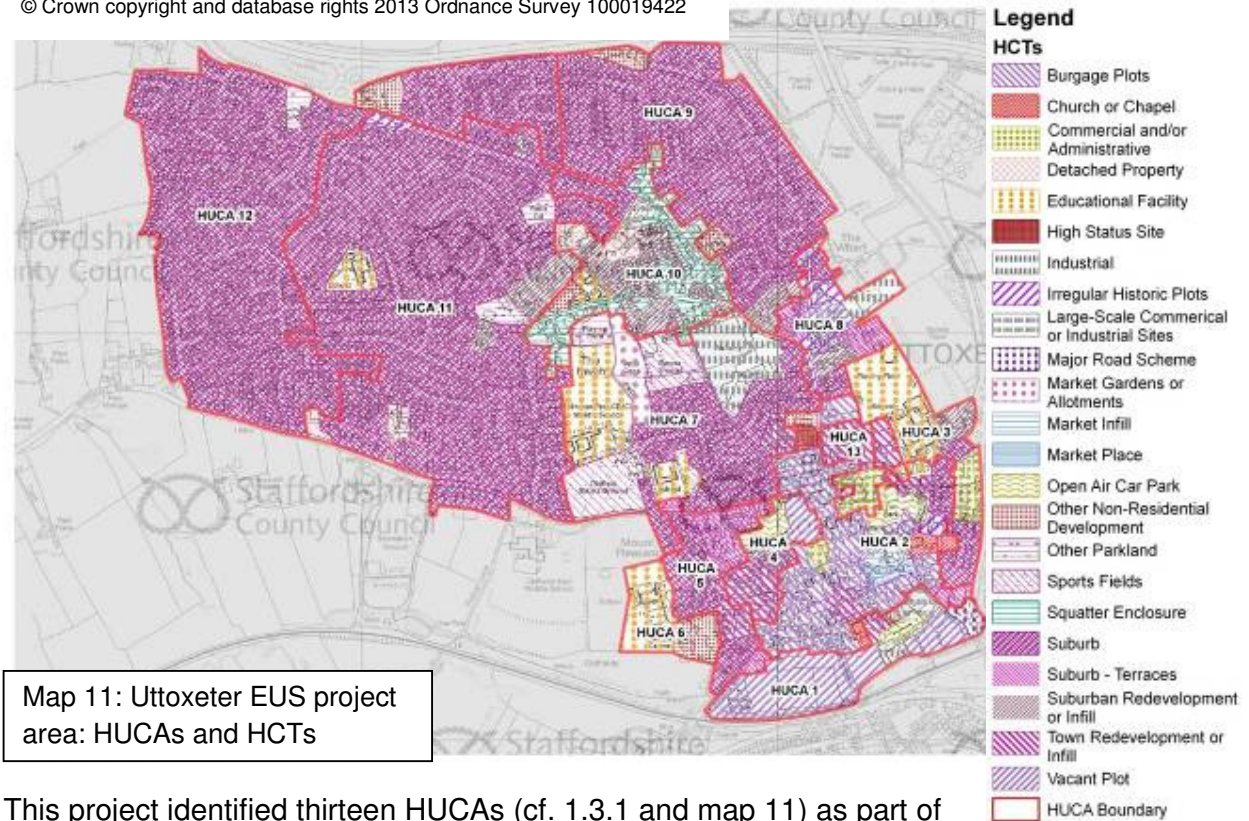 © Crown copyright and database rights 2013 Ordnance Survey 100019422
County Council
Legend
HCTs
Burgage Plots
Church or Chapel
Commercial and/or
Administrative
Detached Property
Educational Facility
High Status Site
Industrial
Irregular Historic Plots
Large-Scale Commerical
or Industrial Sites
Major Road Scheme
Market Gardens or
Allotments
Market Infill
Market Place
Open Air Car Park
Other Non-Residential
Development
Other Parkland
Sports Fields
Squatter Enclosure
Suburb
Suburb - Terraces
Suburban Redevelopment
or Infill
Town Redevelopment or
Infill
Vacant Plot
HUCA Boundary
HUCA 9
HUCA 12
ffordshire
nty Council
HUCA 10
HUCA 11
HUCA 8
UTTOXE
HUCA 7
HUCA 3
HUCA
13
Staffordshire
County Council
HUCA
4
HUCA 2
HUCA
5
HUCA 6
HUCA 1
Staffordshire
Map 11: Uttoxeter EUS project
area: HUCAs and HCTs
This project identified thirteen HUCAs (cf. 1.3.1 and map 11) as part of